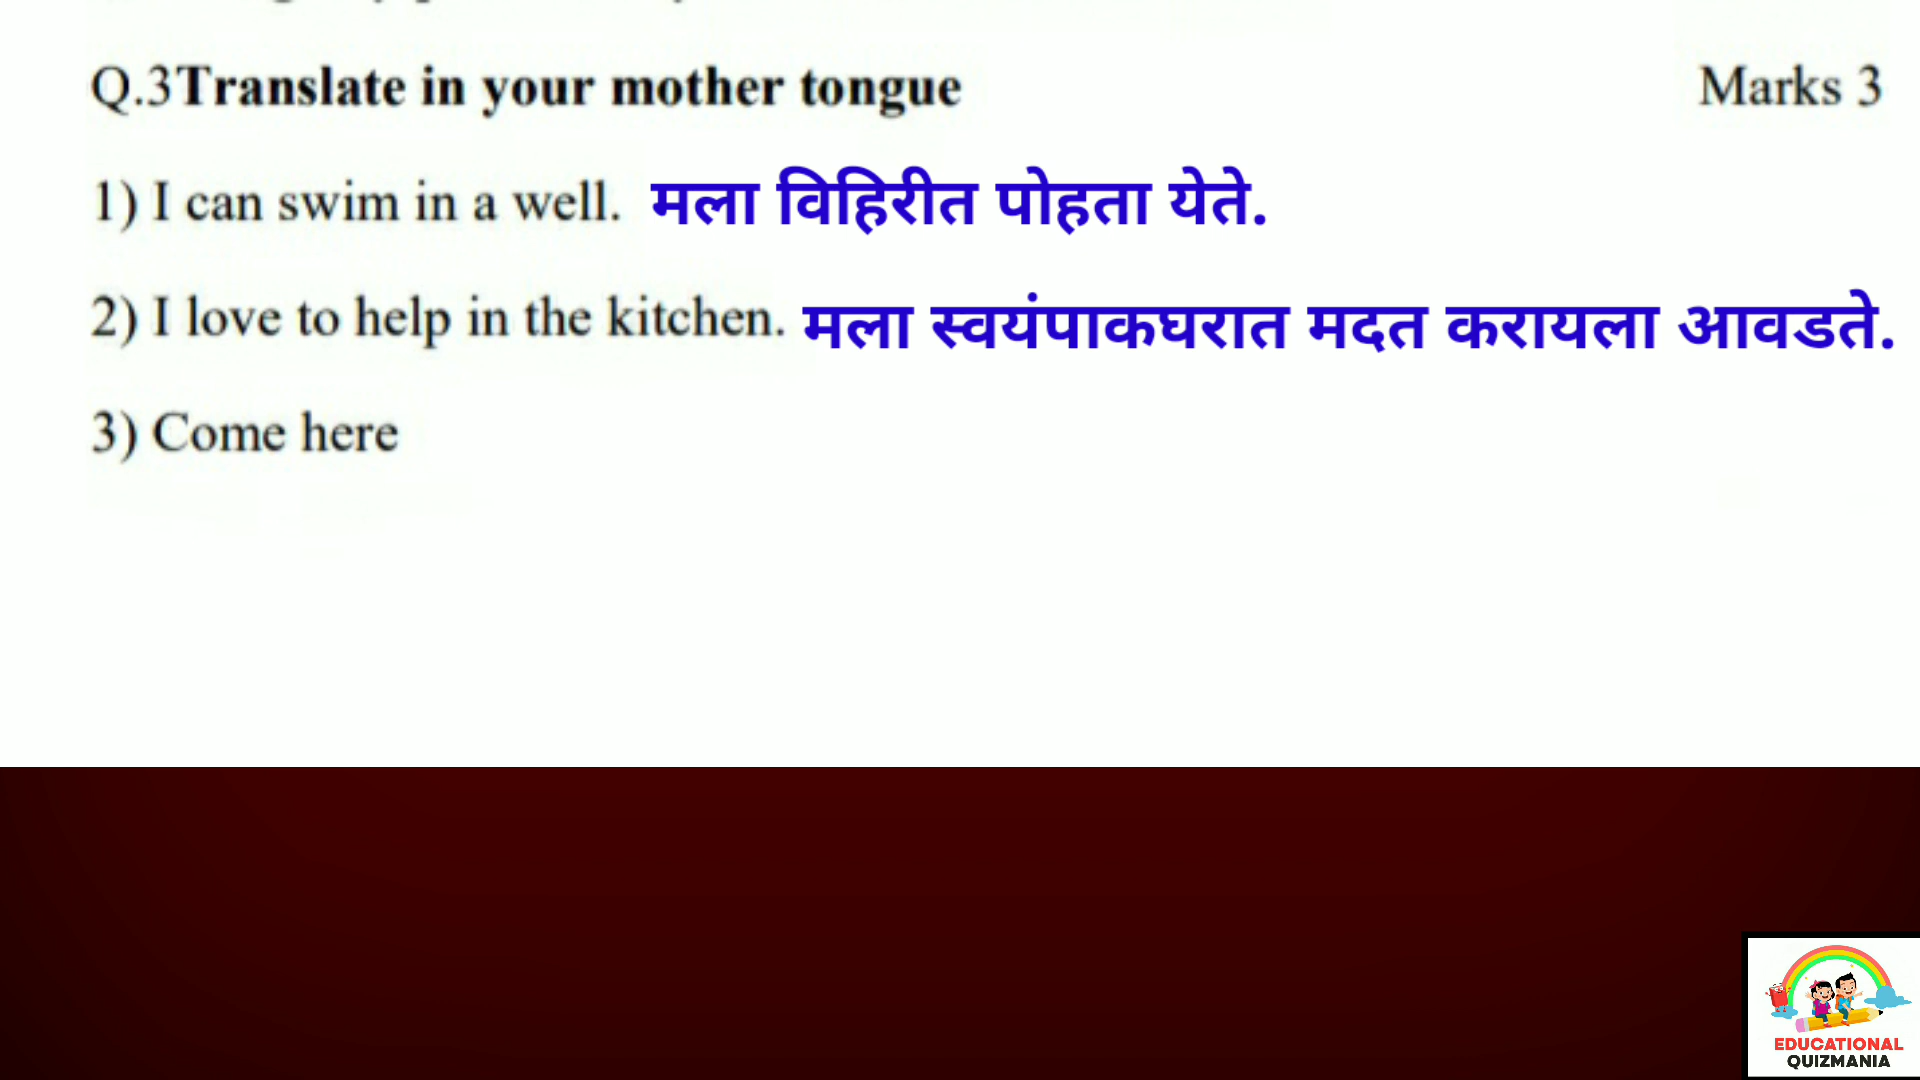 Q.3Translate in your mother tongue Marks 3
1) I can swim in a well. मला विहिरीत पोहता येते.
2) I love to help in the kitchen. मला स्वयंपाकघरात मदत करायला आवडते.
3) Come here
EDUCATIONAL
QUIZMANIA